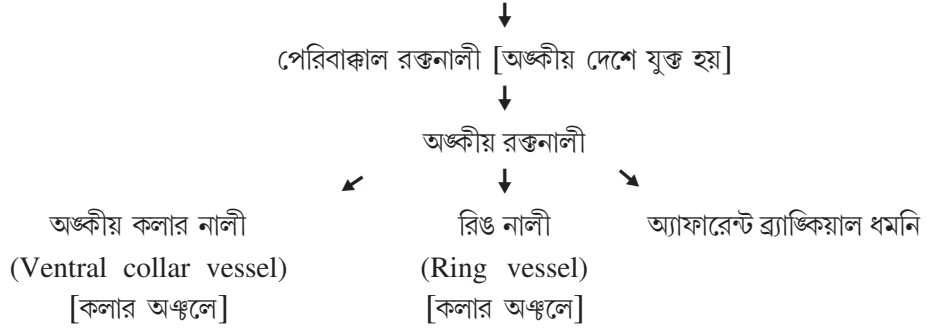 পেরিবাক্কাল রক্তনালী [অঙ্কীয় দেশে যুক্ত হয়]
অঙ্কীয় রক্তনালী
অঙ্কীয় কলার নালী রিঙ নালী অ্যাফারেন্ট ব্র্যাঙ্কিয়াল ধমনি
(Ventral collar vessel) (Ring vessel)
[কলার অঞ্চলে] [কলার অঞ্চলে]